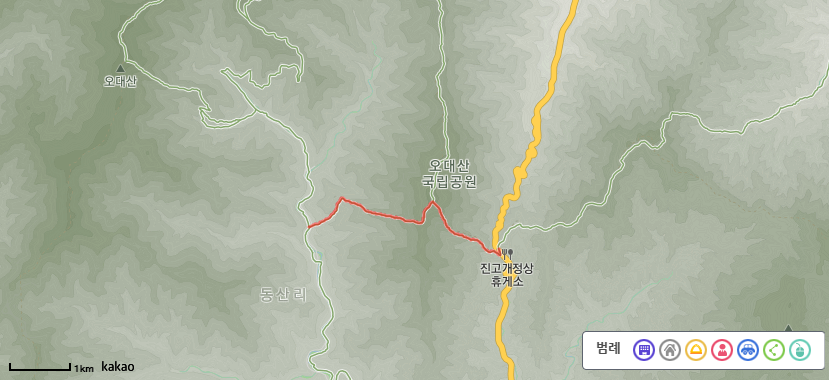 오대산
오대산
국립공원
진고개정상
휴게소
동산리
범례
1km kakao